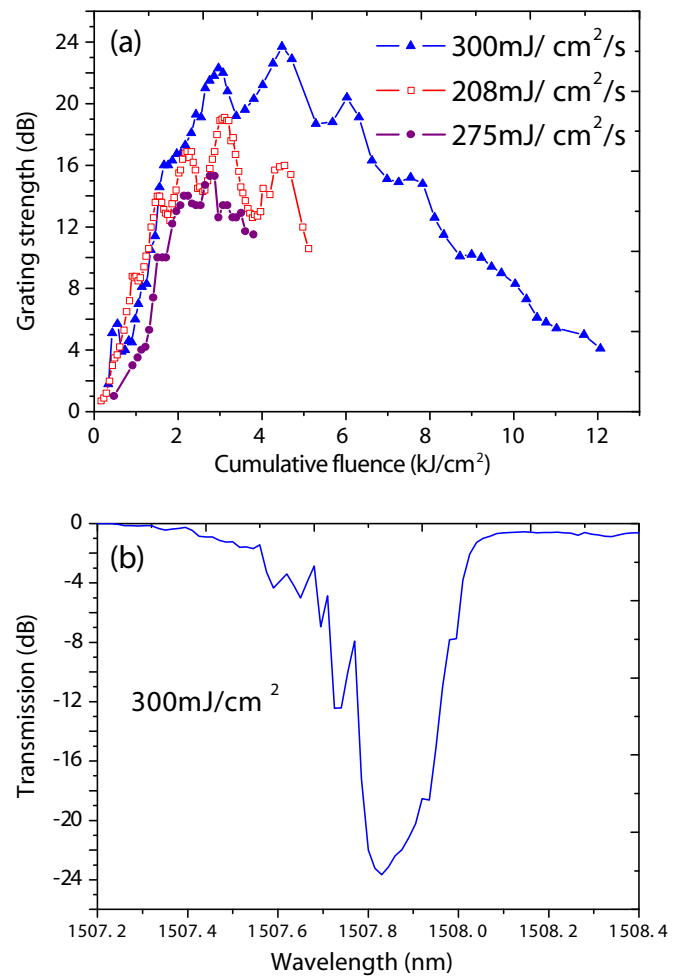 (a)
300mJ/ cm²/s
208mJ/ cm²/s
275mJ/ cm²/s
Grating strength (dB)
24
20
16
12
8
4
0
0 2 4 6 8 10 12
Cumulative fluence (kJ/cm²)
(b)
300mJ/cm ²
Transmission (dB)
0
-4
-8
-12
-16
-20
-24
1507.2 1507.4 1507.6 1507.8 1508.0 1508.2 1508.4
Wavelength (nm)